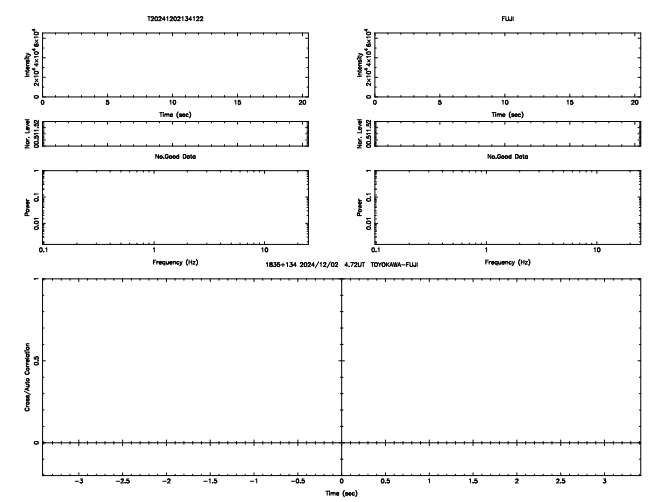 T20241202134122 FUJI
Intensity 0 2×10⁴ 4×10⁴ 6×10⁴ Intensity 0 2×10⁴ 4×10⁴ 6×10⁴
0 5 10 15 20 0 5 10 15 20
Time (sec) Time (sec)
Nor. Level 00.511.52 Nor. Level 00.511.52
No.Good Data No.Good Data
Power 0.01 0.1 1 Power 0.01 0.1 1
0.1 1 10 0.1 1 10
Frequency (Hz) Frequency (Hz)
1835+134 2024/12/02 4.72UT TOYOKAWA-FUJI
Cross/Auto Correlation 0 0.5 1
-3 -2.5 -2 -1.5 -1 -0.5 0 0.5 1 1.5 2 2.5 3
Time (sec)